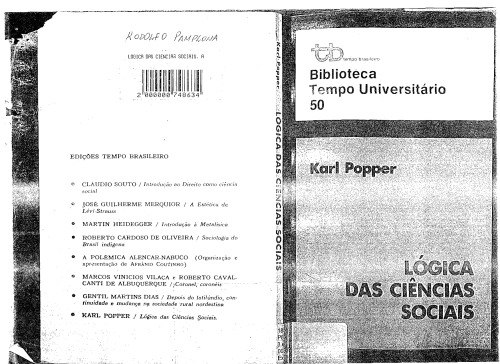 RODOLFO PAMPLONA
LOGICA DAS CIENCIAS SOCIAIS, A
2 000000 748634
EDIÇÕES TEMPO BRASILEIRO
CLAUDIO SOUTO / Introdução ao Direito como ciência
social
JOSÉ GUILHERME MERQUIOR / A Estética de
Lévi-Strauss
MARTIN HEIDEGGER / Introdução à Metafísica
ROBERTO CARDOSO DE OLIVEIRA / Sociologia do
Brasil indígena
A POLÊMICA ALENCAR-NABUCO (Organização e
apresentação de AFRÂNIO COUTINHO)
MARCOS VINICIOS VILAÇA e ROBERTO CAVAL-
CANTI DE ALBUQUERQUE / Coronel, coronéis
GENTIL MARTINS DIAS / Depois do latifúndio, con-
tinuidade e mudança na sociedade rural nordestina
KARL POPPER / Lógica das Ciências Sociais.
Karl Popper:
LÓGICA DAS CIÊNCIAS SOCIAIS
tb tempo brasileiro
Biblioteca
Tempo Universitário
50
Karl Popper
LÓGICA
DAS CIÊNCIAS
SOCIAIS